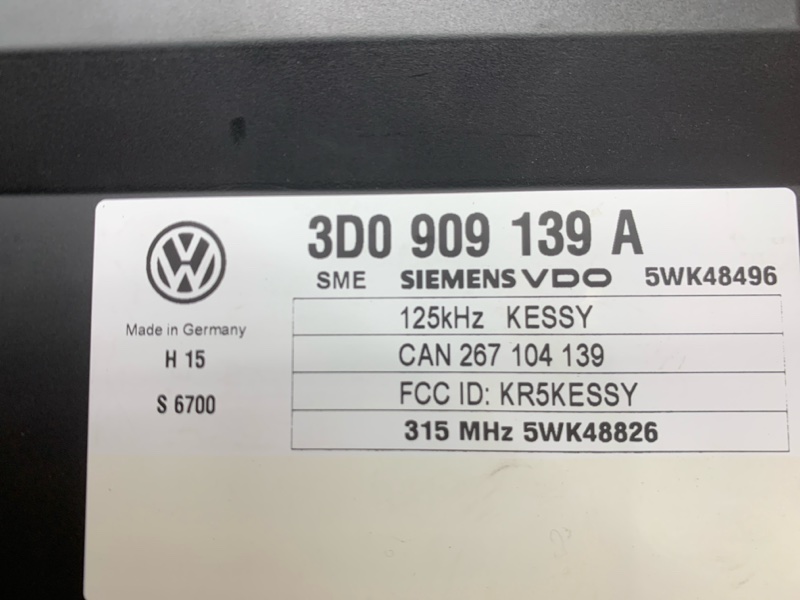 3D0 909 139 A
SME SIEMENS VDO 5WK48496
Made in Germany
H 15
S 6700
125kHz KESSY
CAN 267 104 139
FCC ID: KR5KESSY
315 MHz 5WK48826